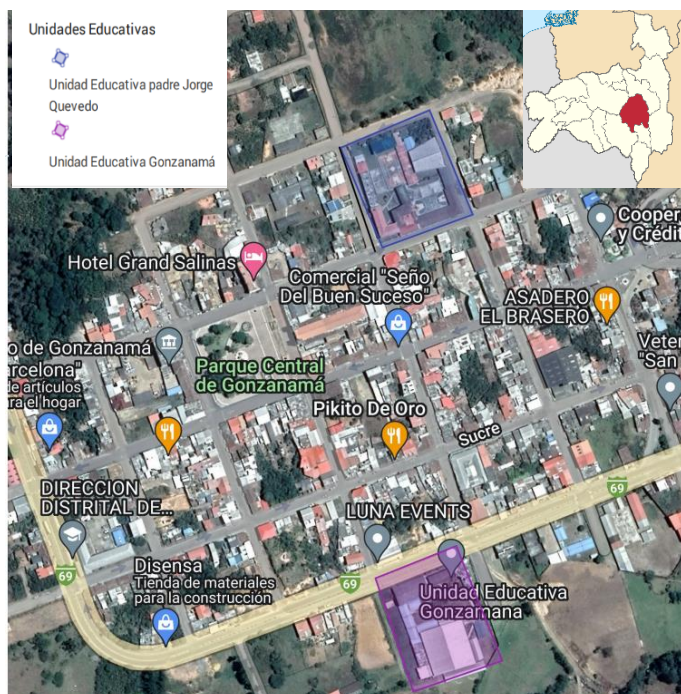 Unidades Educativas
Unidad Educativa padre Jorge
Quevedo
Unidad Educativa Gonzanamá
Cooper
y Crédit
Hotel Grand Salinas
Comercial "Seño
Del Buen Suceso"
ASADERO
EL BRASERO
o de Gonzanamá
arcelona"
de artículos
ara el hogar
Parque Central
de Gonzanamá
Veter
"San
Pikito De Oro
Sucre
DIRECCION
DISTRITAL DE...
69
LUNA EVENTS
69
69
Disensa
Tienda de materiales
para la construcción
Unidad Educativa
Gonzamana